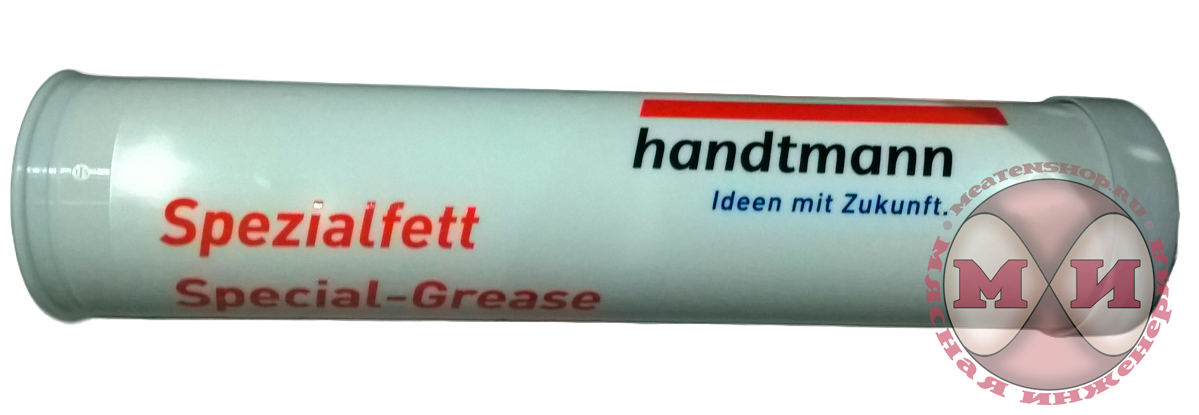 handtmann
Ideen mit Zukunft.
Spezialfett
Special-Grease
MEATENSHOP.RU
М И
МЯСНАЯ ИНЖЕНЕРИЯ